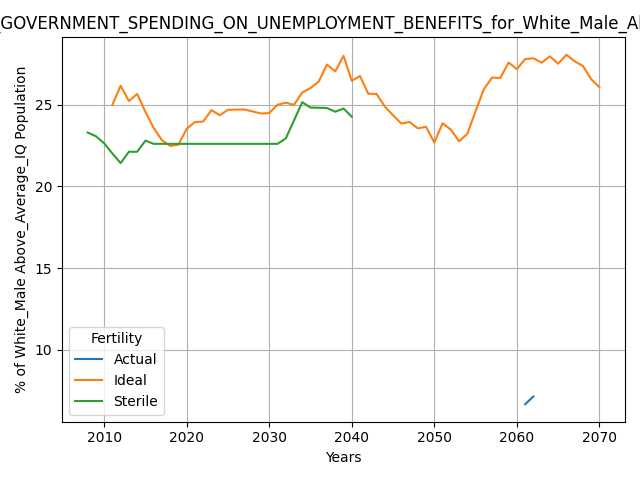 _GOVERNMENT_SPENDING_ON_UNEMPLOYMENT_BENEFITS_for_White_Male_A
% of White_Male Above_Average_IQ Population
25
20
15
10
Fertility
Actual
Ideal
Sterile
2010 2020 2030 2040 2050 2060 2070
Years